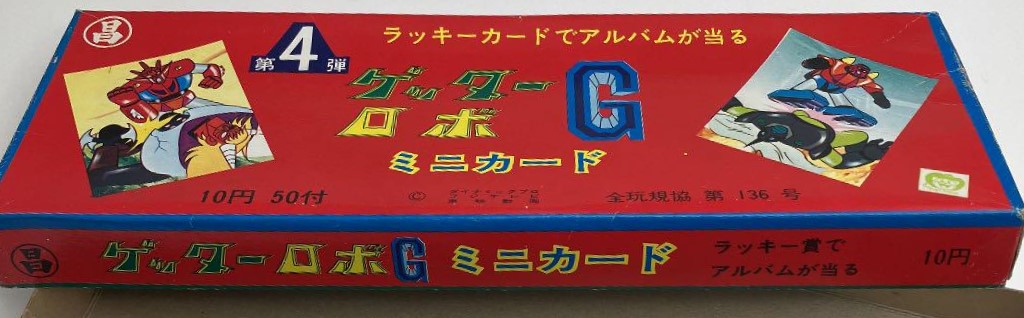 昌
ラッキーカードでアルバムが当る
第4弾
ゲッター
ロボG
ミニカード
10円 50付
©
全玩規協 第 136 号
昌
ゲッターロボG ミニカード
ラッキー賞で
アルバムが当る
10円